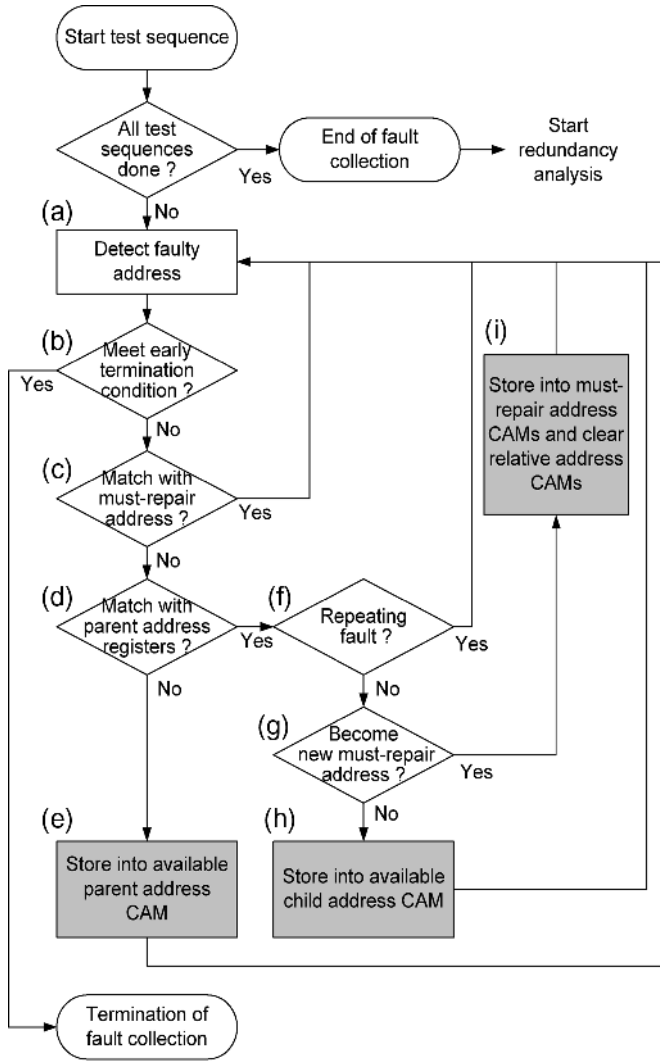 Start test sequence
All test
sequences
done ?
Yes
No
End of fault
collection
Start
redundancy
analysis
(a)
Detect faulty
address
(b)
Meet early
termination
condition ?
Yes
No
(c)
Match with
must-repair
address ?
Yes
No
(d)
Match with
parent address
registers ?
Yes
No
(f)
Repeating
fault ?
Yes
No
(g)
Become
new must-repair
address ?
Yes
No
(i)
Store into must-
repair address
CAMs and clear
relative address
CAMs
(e)
Store into available
parent address
CAM
(h)
Store into available
child address CAM
Termination of
fault collection